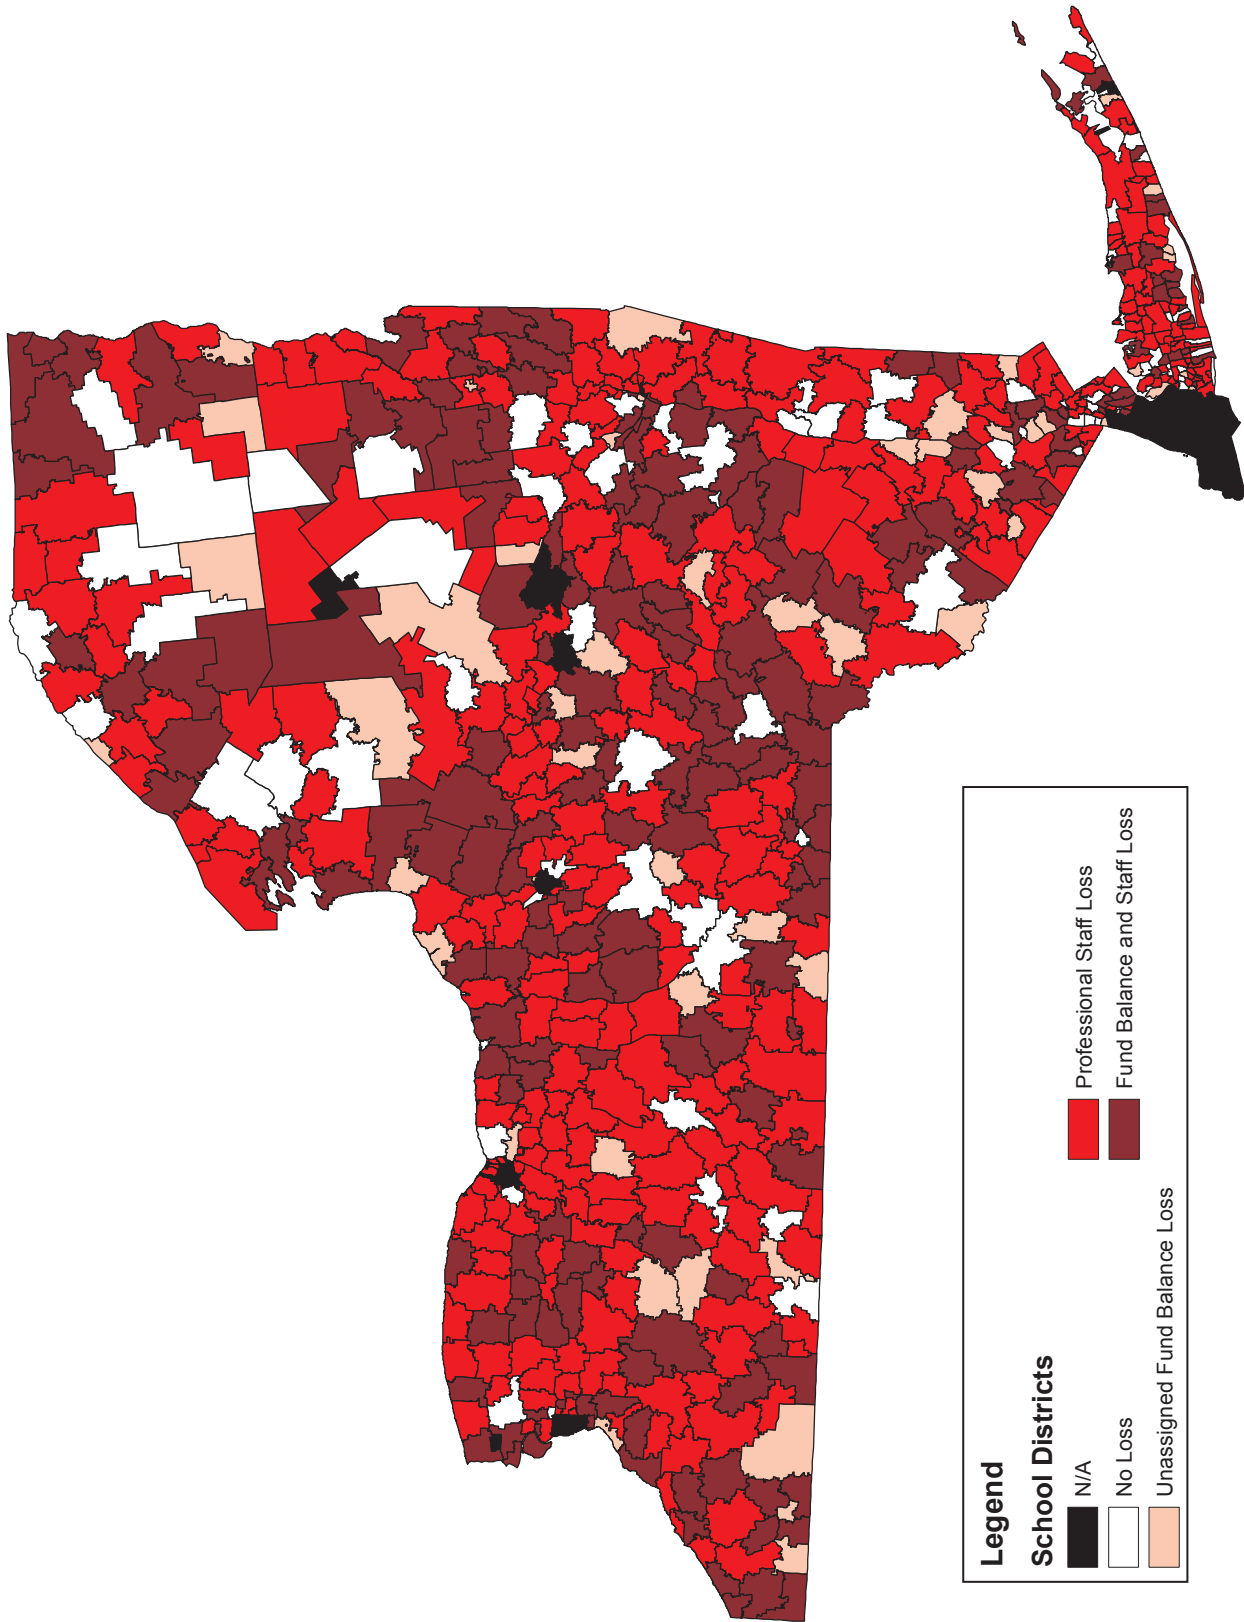 Legend
School Districts
N/A
No Loss
Unassigned Fund Balance Loss
Professional Staff Loss
Fund Balance and Staff Loss